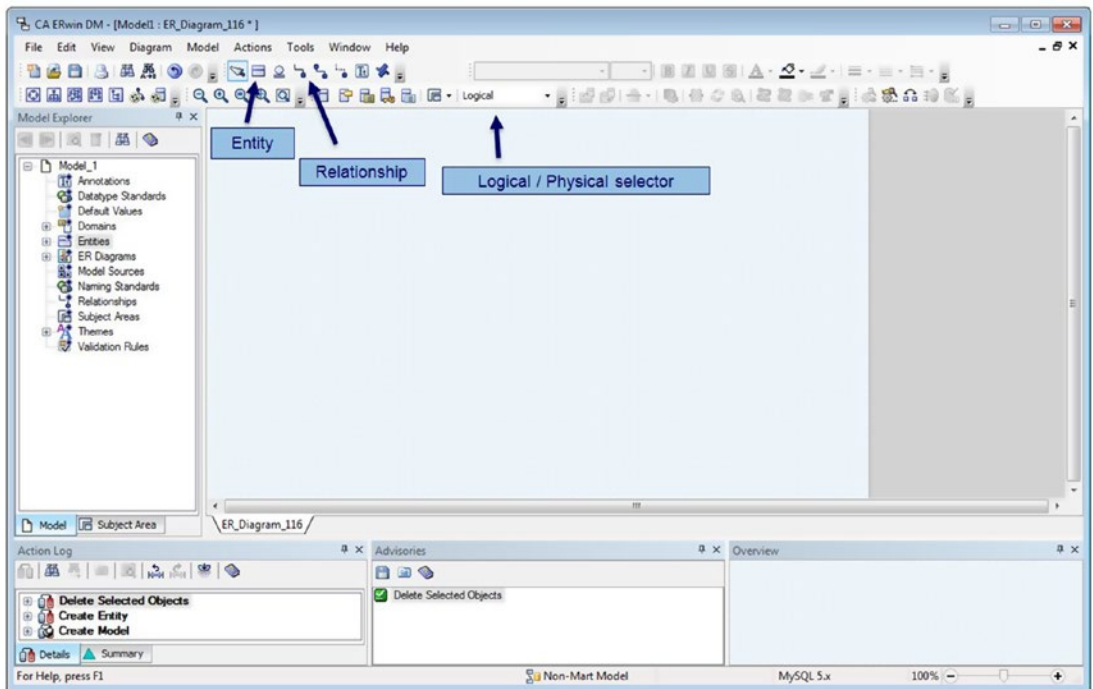 CA ERwin DM - [Model1 : ER_Diagram_116 * ]
File Edit View Diagram Model Actions Tools Window Help
Logical
Model Explorer
Entity
Relationship
Logical / Physical selector
Model_1
Annotations
Datatype Standards
Default Values
Domains
Entities
ER Diagrams
Model Sources
Naming Standards
Relationships
Subject Areas
Themes
Validation Rules
Model Subject Area
ER_Diagram_116
Action Log
Advisories
Overview
Delete Selected Objects
Create Entity
Create Model
Delete Selected Objects
Details Summary
For Help, press F1
Non-Mart Model
MySQL 5.x
100%